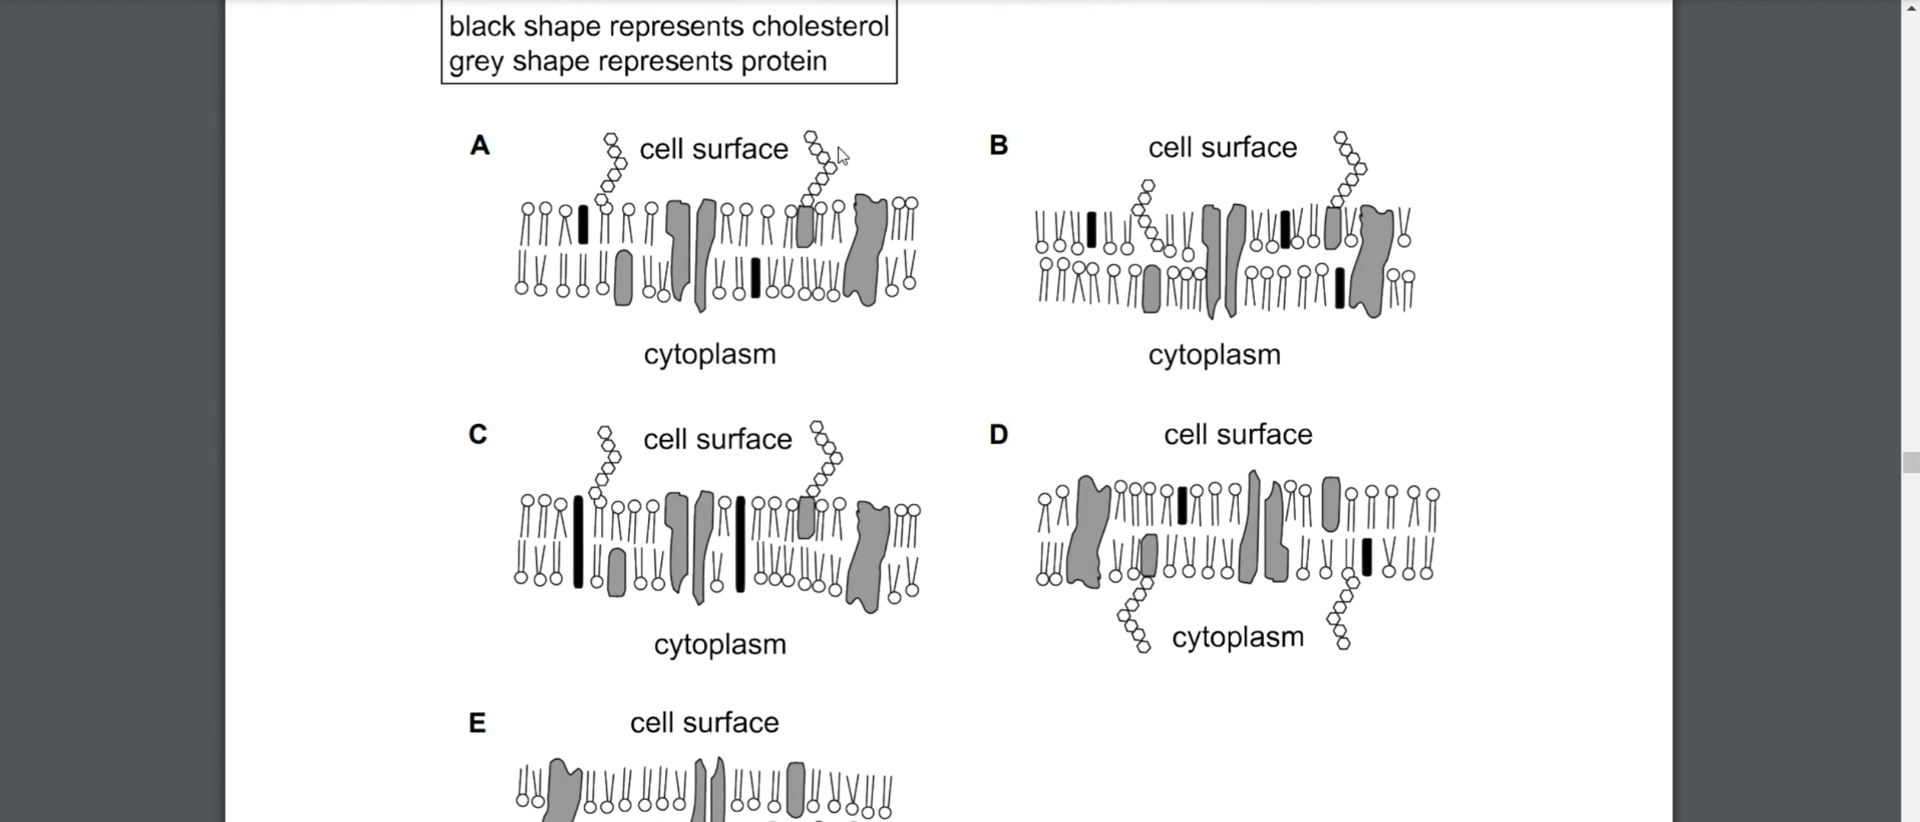 black shape represents cholesterol
grey shape represents protein
A
cell surface
cytoplasm
B
cell surface
cytoplasm
C
cell surface
cytoplasm
D
cell surface
cytoplasm
E
cell surface